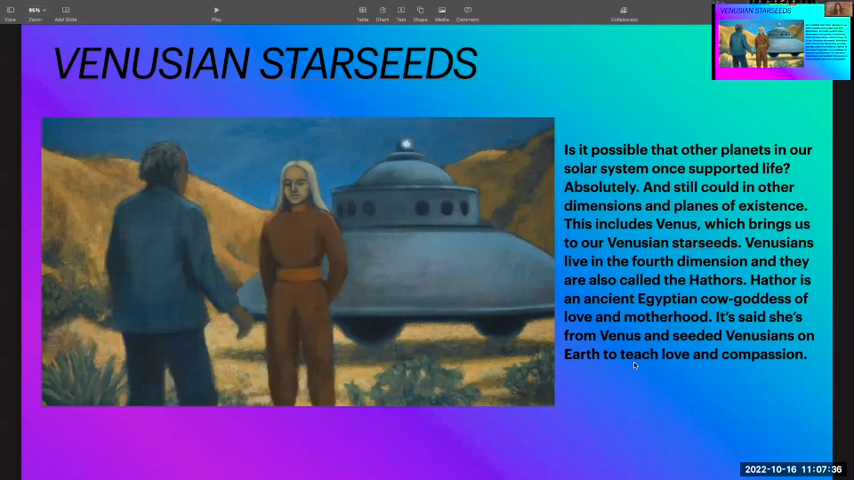 95%
View
Zoom
Add Slide
Play
Table
Chart
Text
Shape
Media
Comment
Collaborate
VENUSIAN STARSEEDS
VENUSIAN STARSEEDS
Is it possible that other planets in our
solar system once supported life?
Absolutely. And still could in other
dimensions and planes of existence.
This includes Venus, which brings us
to our Venusian starseeds. Venusians
live in the fourth dimension and they
are also called the Hathors. Hathor is
an ancient Egyptian cow-goddess of
love and motherhood. It's said she's
from Venus and seeded Venusians on
Earth to teach love and compassion.
2022-10-16 11:07:36